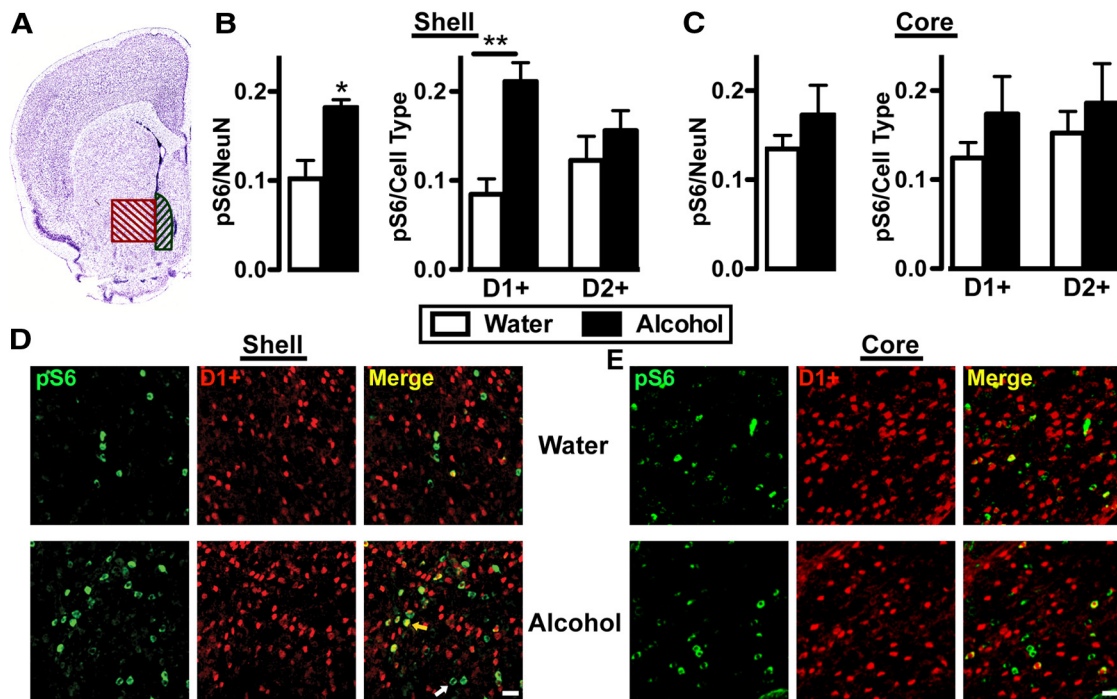 A
B
Shell
C
Core
pS6/NeuN
0.2
0.1
0.0
*
pS6/Cell Type
0.2
0.1
0.0
**
D1+
D2+
pS6/NeuN
0.2
0.1
0.0
pS6/Cell Type
0.2
0.1
0.0
D1+
D2+
Water
Alcohol
D
Shell
E
Core
pS6
D1+
Merge
pS6
D1+
Merge
Water
Alcohol